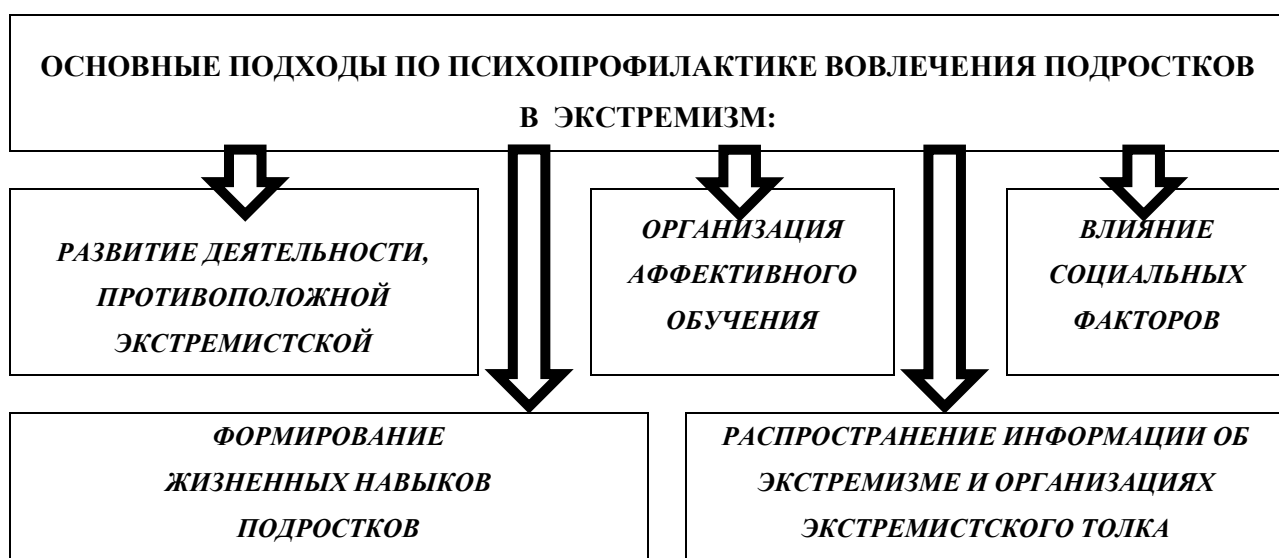 ОСНОВНЫЕ ПОДХОДЫ ПО ПСИХОПРОФИЛАКТИКЕ ВОВЛЕЧЕНИЯ ПОДРОСТКОВ
В ЭКСТРЕМИЗМ:
РАЗВИТИЕ ДЕЯТЕЛЬНОСТИ,
ПРОТИВОПОЛОЖНОЙ
ЭКСТРЕМИСТСКОЙ
ОРГАНИЗАЦИЯ
АФФЕКТИВНОГО
ОБУЧЕНИЯ
ВЛИЯНИЕ
СОЦИАЛЬНЫХ
ФАКТОРОВ
ФОРМИРОВАНИЕ
ЖИЗНЕННЫХ НАВЫКОВ
ПОДРОСТКОВ
РАСПРОСТРАНЕНИЕ ИНФОРМАЦИИ ОБ
ЭКСТРЕМИЗМЕ И ОРГАНИЗАЦИЯХ
ЭКСТРЕМИСТСКОГО ТОЛКА